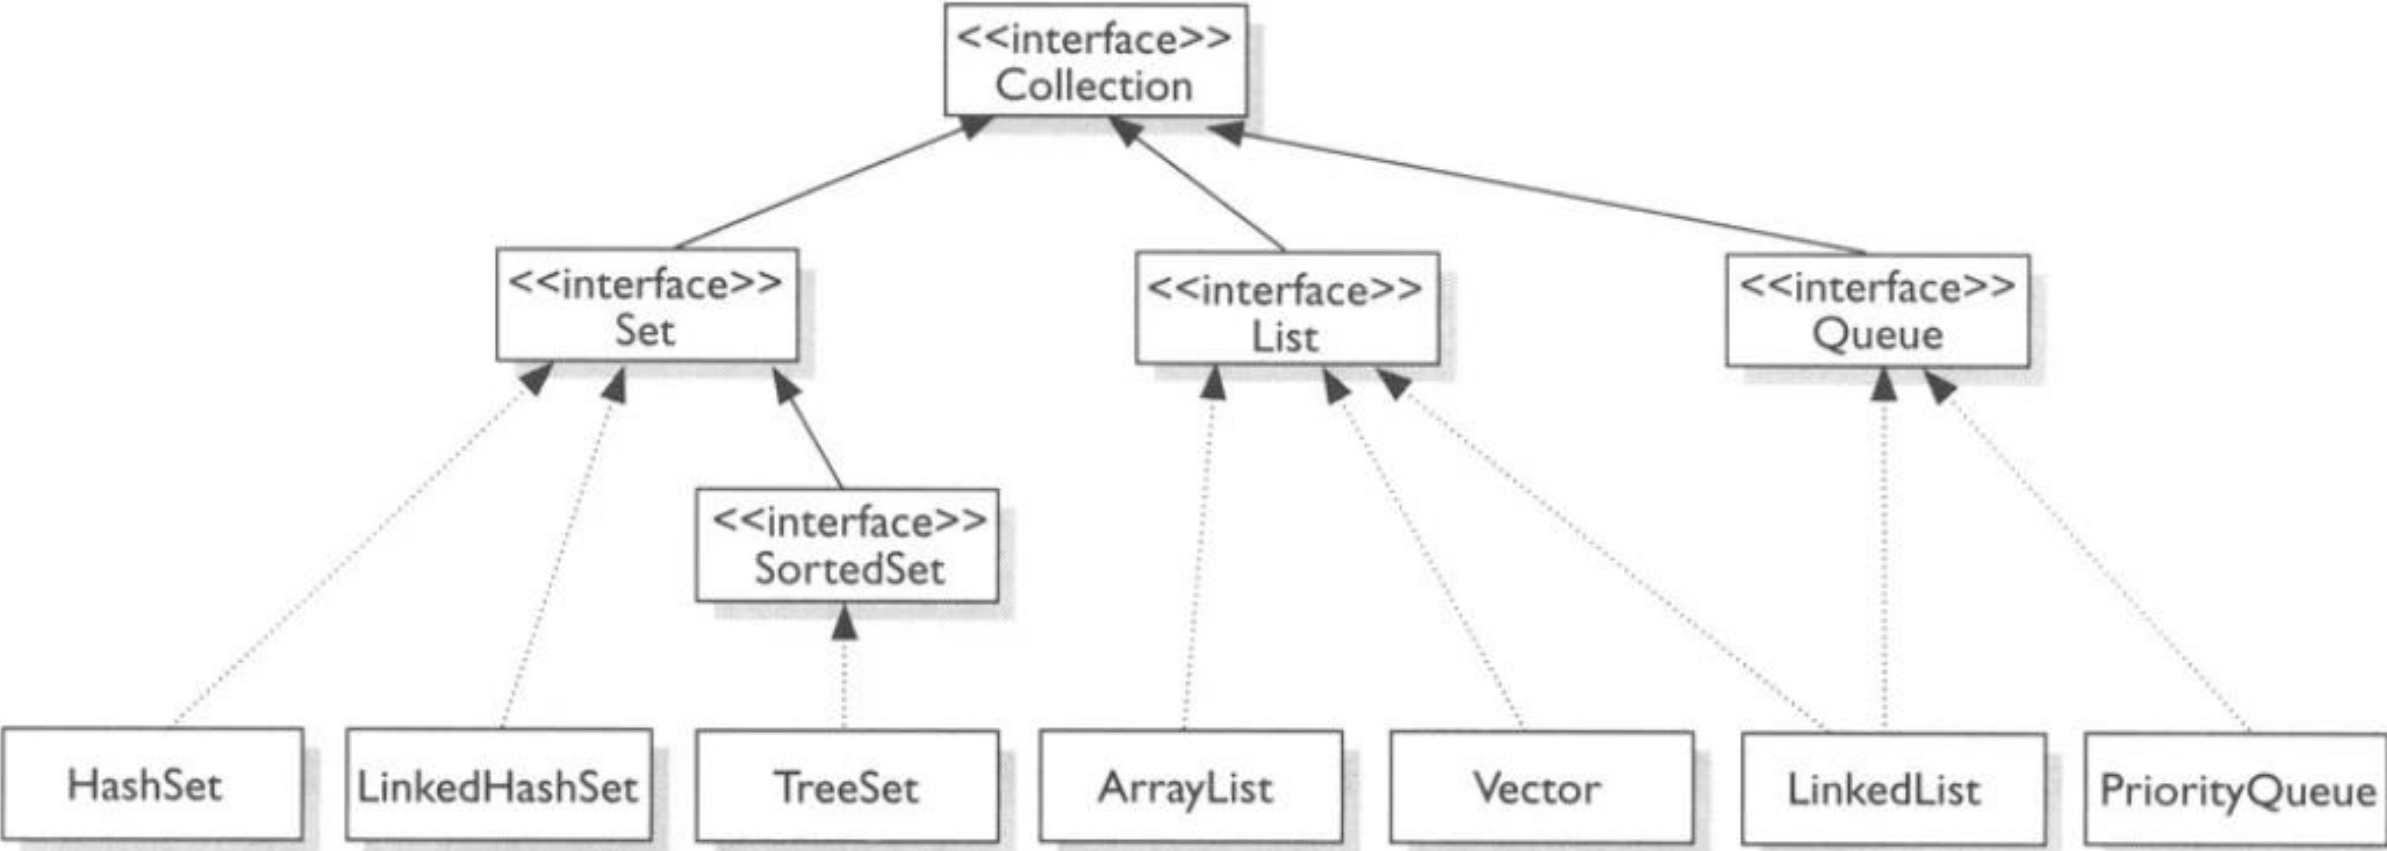 <<interface>>
Collection
<<interface>>
Set
<<interface>>
List
<<interface>>
Queue
<<interface>>
SortedSet
HashSet
LinkedHashSet
TreeSet
ArrayList
Vector
LinkedList
PriorityQueue